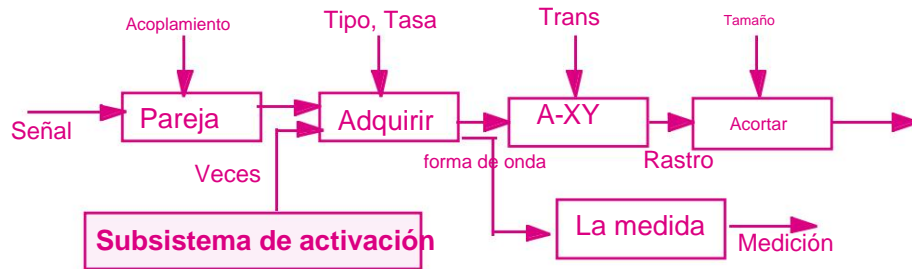 Acoplamiento
Tipo, Tasa
Trans
Tamaño
Señal
Pareja
Adquirir
A-XY
Acortar
Veces
forma de onda
Rastro
Subsistema de activación
La medida
Medición